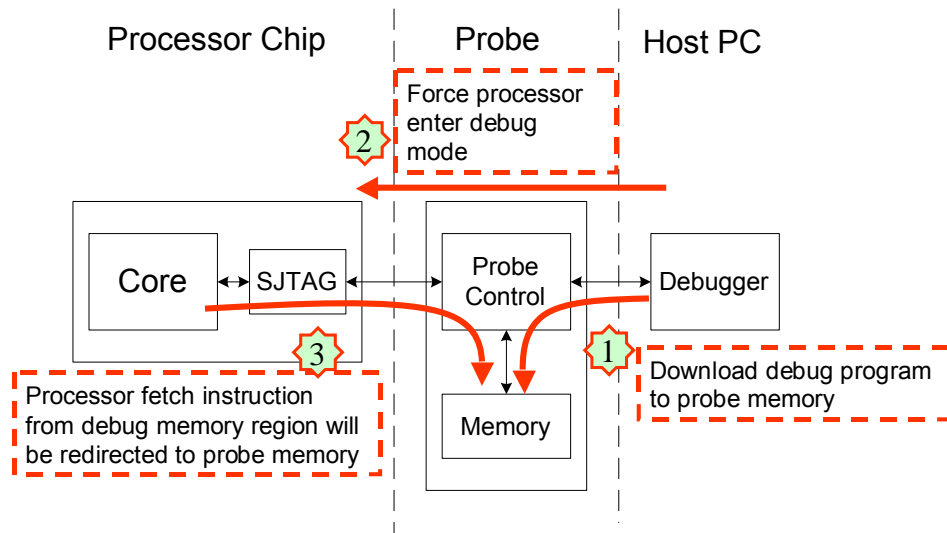 Processor Chip
Probe
Host PC
Force processor
enter debug
mode
2
Core
SJTAG
Probe
Control
Debugger
3
1
Processor fetch instruction
from debug memory region will
be redirected to probe memory
Memory
Download debug program
to probe memory